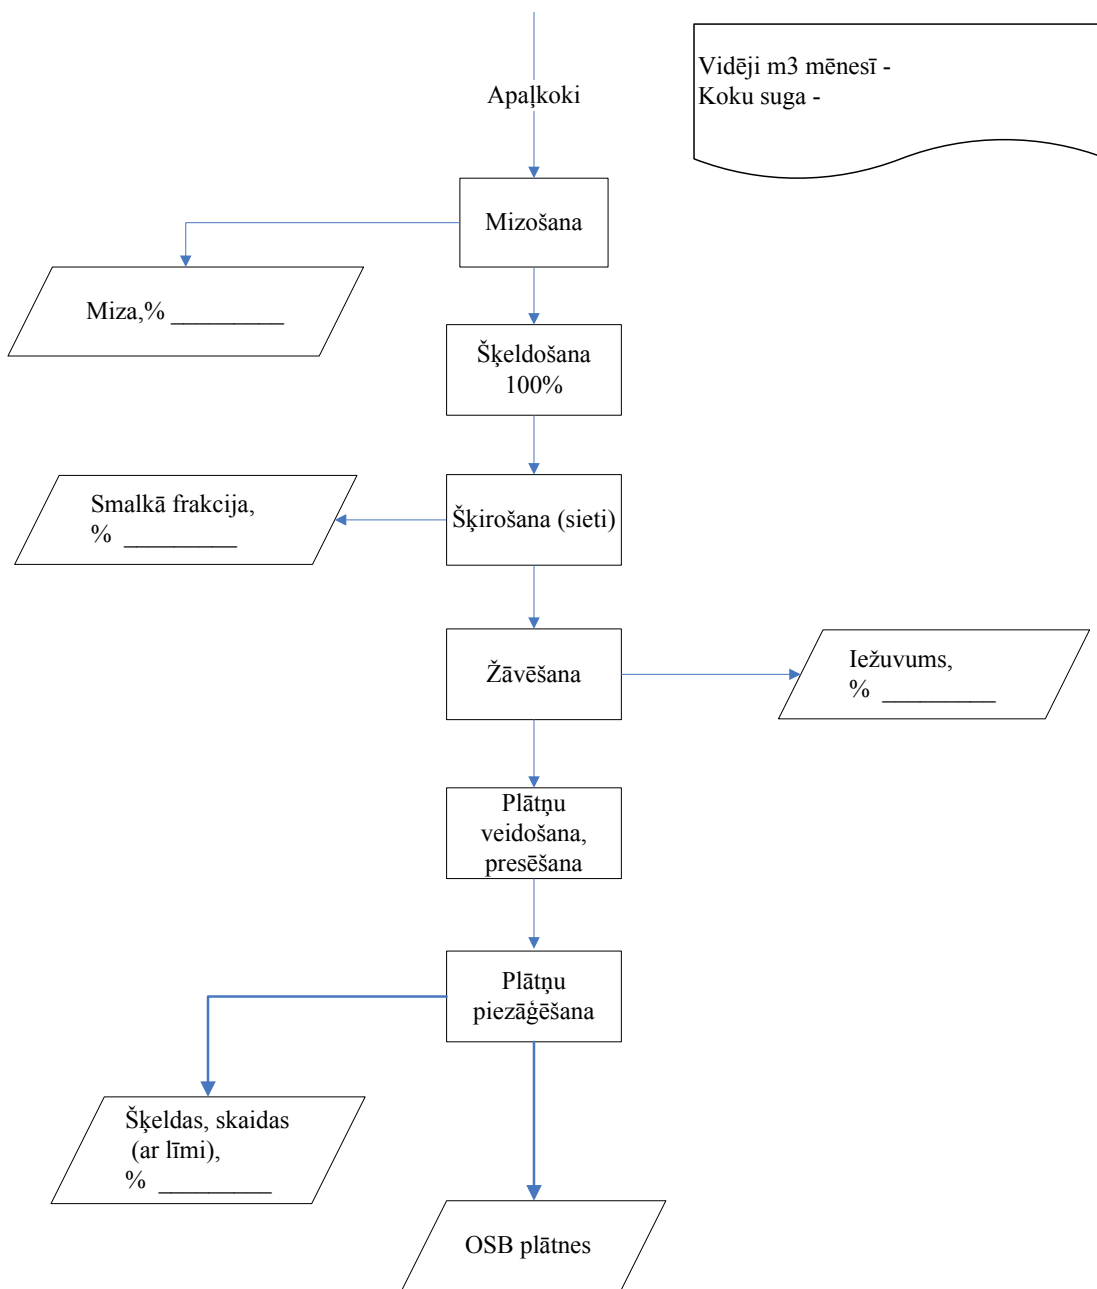 Apaļkoki
Vidēji m3 mēnesī -
Koku suga -
Mizošana
Miza,% _________
Šķeldošana
100%
Smalkā frakcija,
% _________
Šķirošana (sieti)
Žāvēšana
Iežuvums,
% _________
Plātņu
veidošana,
presēšana
Plātņu
piezāģēšana
Šķeldas, skaidas
(ar līmi),
% _________
OSB plātnes